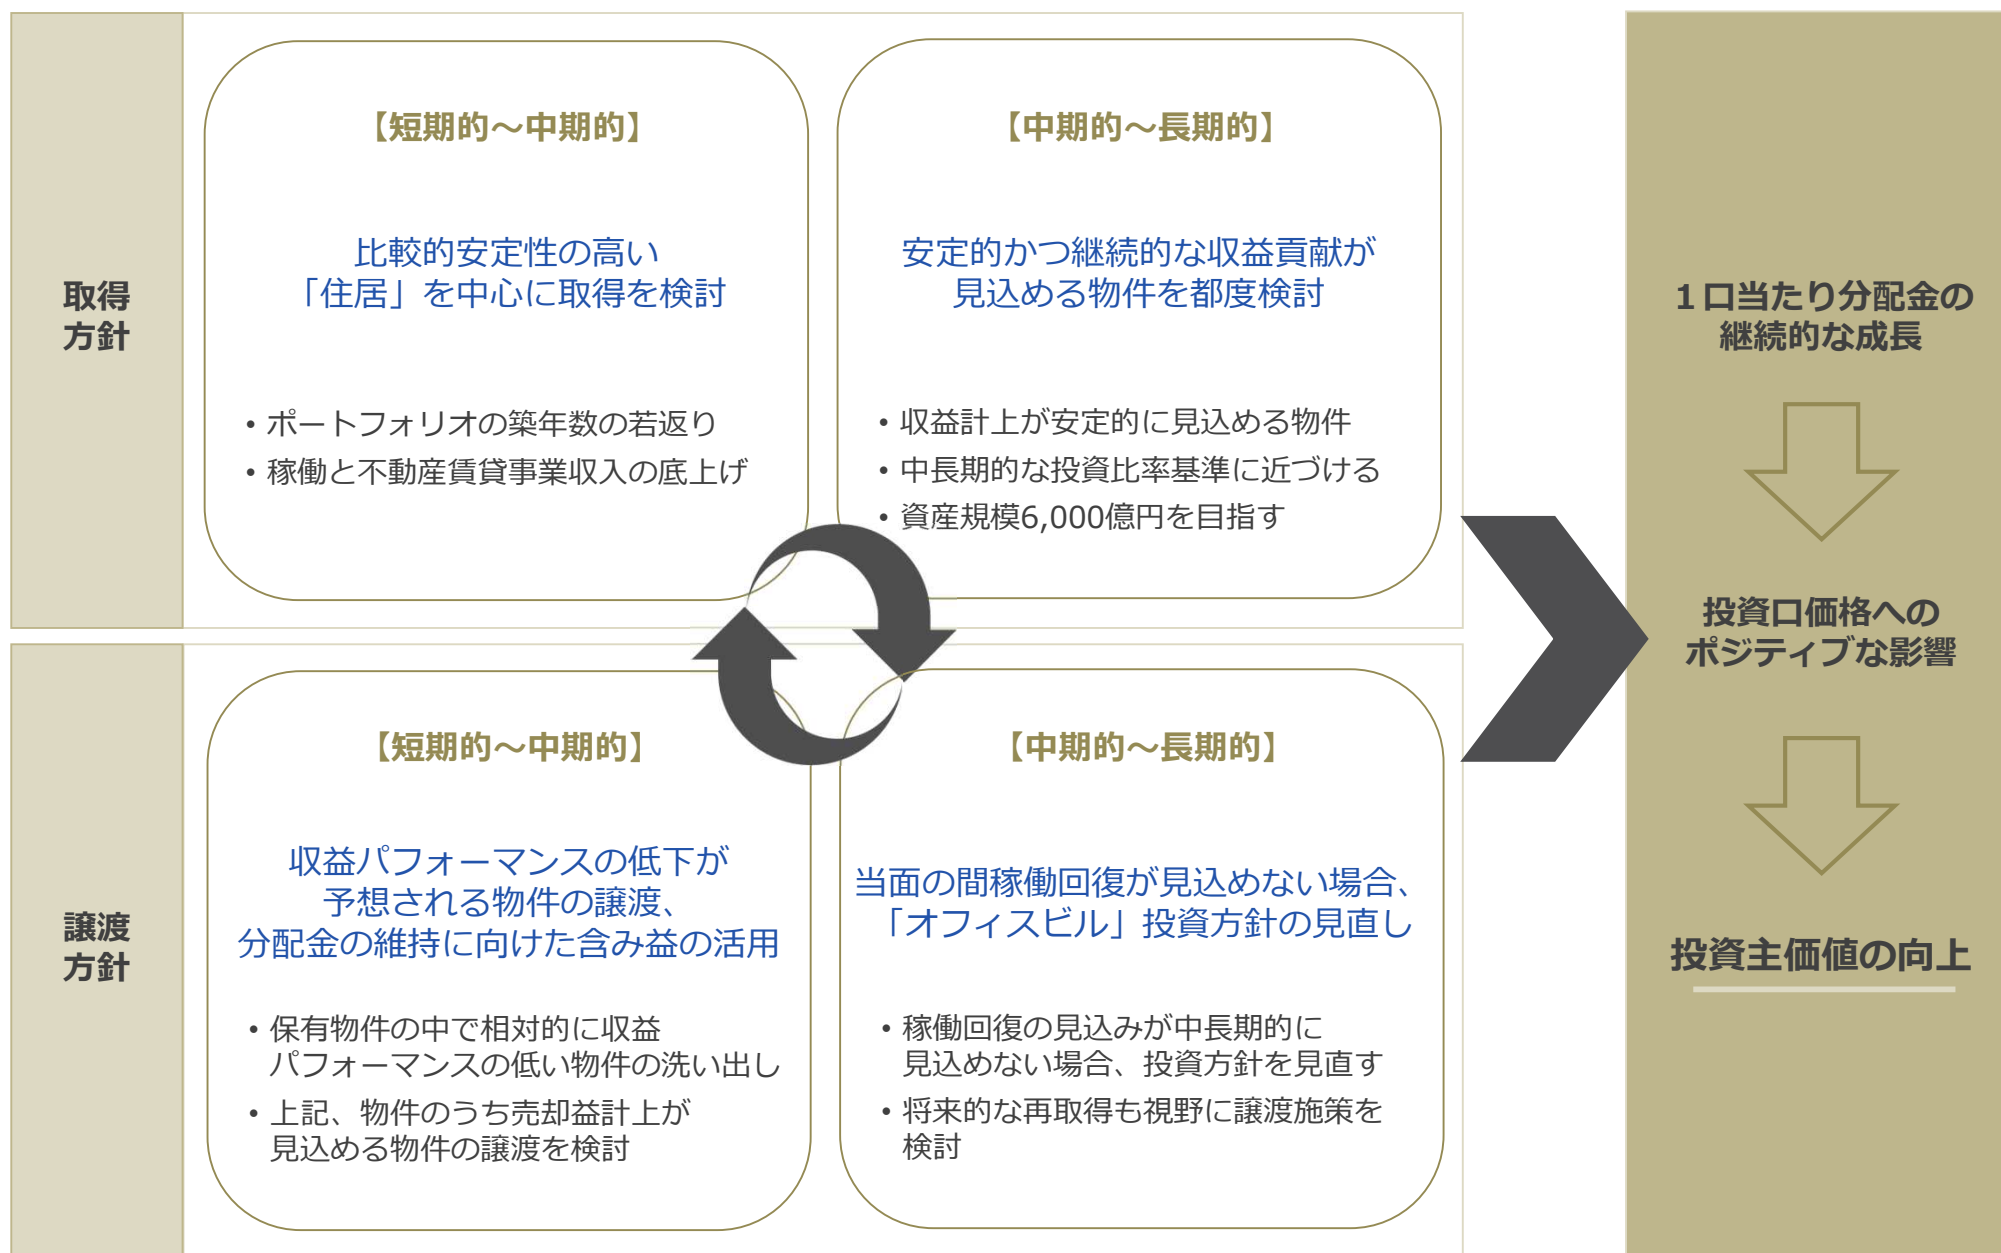 取得
方針
【短期的～中期的】
比較的安定性の高い
「住居」を中心に取得を検討
・ポートフォリオの築年数の若返り
・稼働と不動産賃貸事業収入の底上げ
【中期的～長期的】
安定的かつ継続的な収益貢献が
見込める物件を都度検討
・収益計上が安定的に見込める物件
・中長期的な投資比率基準に近づける
・資産規模6,000億円を目指す
譲渡
方針
【短期的～中期的】
収益パフォーマンスの低下が
予想される物件の譲渡、
分配金の維持に向けた含み益の活用
・保有物件の中で相対的に収益
パフォーマンスの低い物件の洗い出し
・上記、物件のうち売却益計上が
見込める物件の譲渡を検討
【中期的～長期的】
当面の間稼働回復が見込めない場合、
「オフィスビル」投資方針の見直し
・稼働回復の見込みが中長期的に
見込めない場合、投資方針を見直す
・将来的な再取得も視野に譲渡施策を
検討
１口当たり分配金の
継続的な成長
投資口価格への
ポジティブな影響
投資主価値の向上